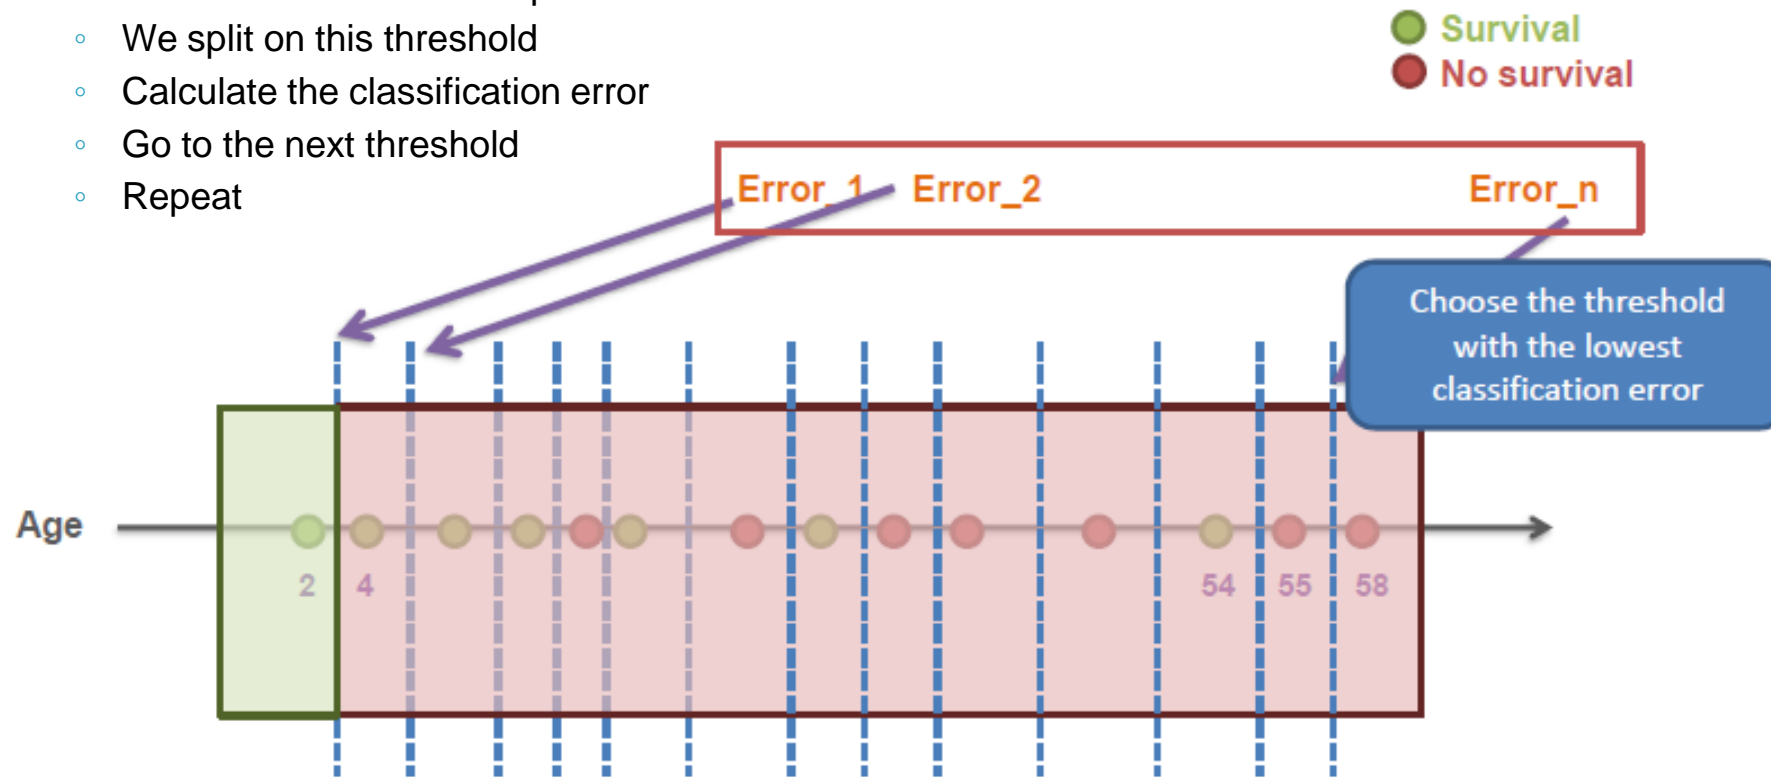 ◦ We split on this threshold
◦ Calculate the classification error
◦ Go to the next threshold
◦ Repeat
Survival
No survival
Error_1 Error_2 Error_n
Choose the threshold
with the lowest
classification error
Age
2 4 54 55 58